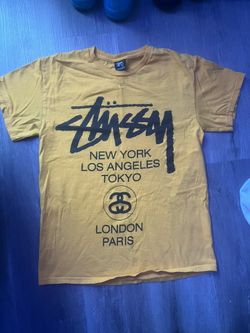 STÜSSY
NEW YORK
LOS ANGELES
TOKYO
LONDON
PARIS